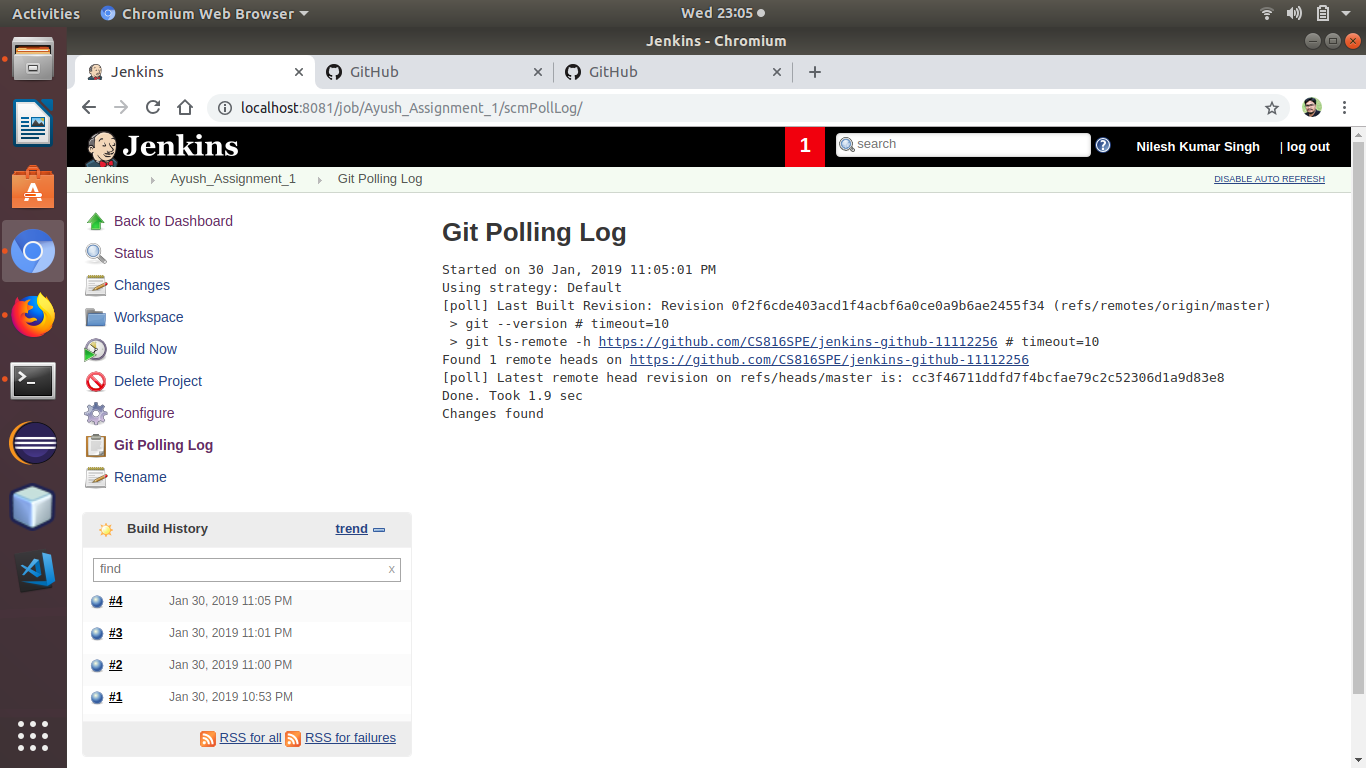 Activities Chromium Web Browser Wed 23:05
Jenkins - Chromium
Jenkins GitHub GitHub
localhost:8081/job/Ayush_Assignment_1/scmPollLog/
Jenkins 1 search Nilesh Kumar Singh | log out
Jenkins Ayush_Assignment_1 Git Polling Log DISABLE AUTO REFRESH
Back to Dashboard
Status
Changes
Workspace
Build Now
Delete Project
Configure
Git Polling Log
Rename
Build History trend
find x
#4 Jan 30, 2019 11:05 PM
#3 Jan 30, 2019 11:01 PM
#2 Jan 30, 2019 11:00 PM
#1 Jan 30, 2019 10:53 PM
RSS for all RSS for failures
Git Polling Log
Started on 30 Jan, 2019 11:05:01 PM
Using strategy: Default
[poll] Last Built Revision: Revision 0f2f6cde403acd1f4acbf6a0ce0a9b6ae2455f34 (refs/remotes/origin/master)
> git --version # timeout=10
> git ls-remote -h https://github.com/CS816SPE/jenkins-github-11112256 # timeout=10
Found 1 remote heads on https://github.com/CS816SPE/jenkins-github-11112256
[poll] Latest remote head revision on refs/heads/master is: cc3f46711ddfd7f4bcfae79c2c52306d1a9d83e8
Done. Took 1.9 sec
Changes found